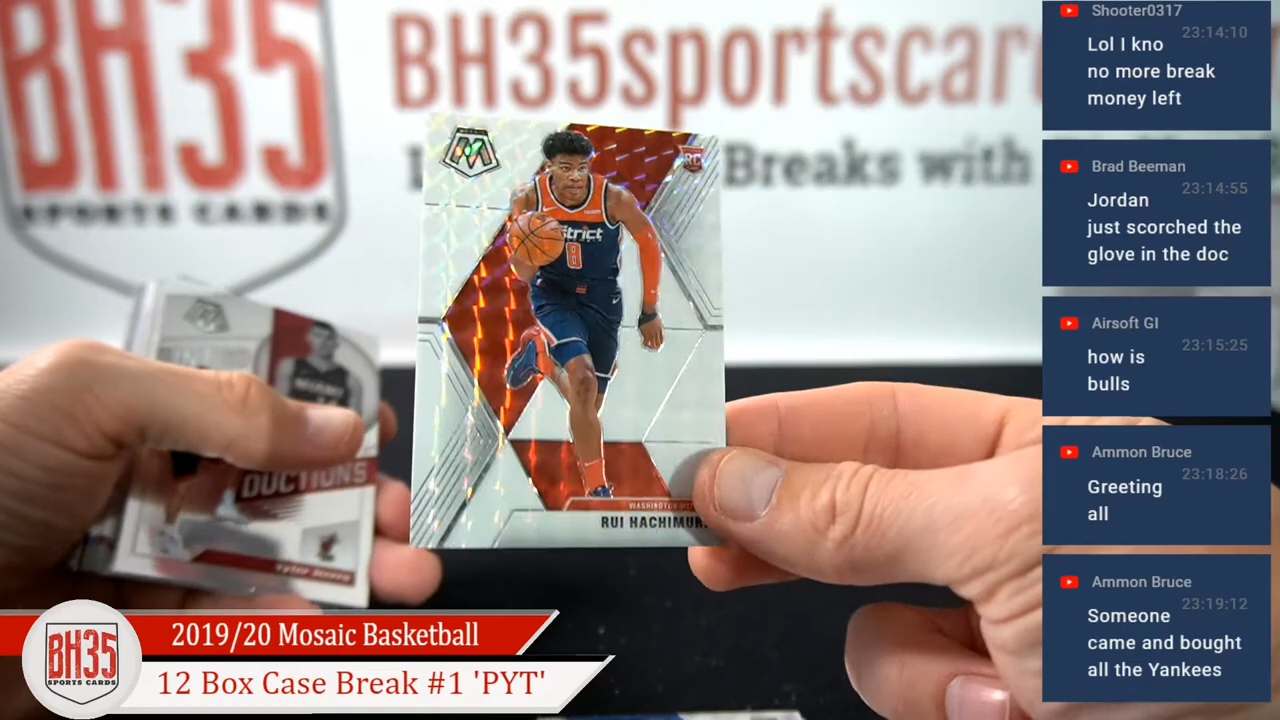 BH35
SPORTS CARDS
BH35sportscar
Breaks with
M
RC
strict
8
WASHINGTON
RUI HACHIMUR
DUCTIONS
Tyler Herro
BH35
SPORTS CARDS
2019/20 Mosaic Basketball
12 Box Case Break #1 'PYT'
Shooter0317
23:14:10
Lol I kno
no more break
money left
Brad Beeman
23:14:55
Jordan
just scorched the
glove in the doc
Airsoft GI
23:15:25
how is
bulls
Ammon Bruce
23:18:26
Greeting
all
Ammon Bruce
23:19:12
Someone
came and bought
all the Yankees